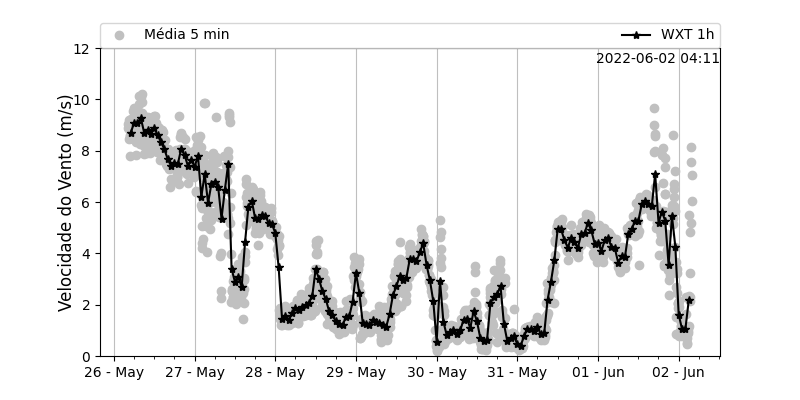 Média 5 min
WXT 1h
2022-06-02 04:11
Velocidade do Vento (m/s)
12
10
8
6
4
2
0
26 - May
27 - May
28 - May
29 - May
30 - May
31 - May
01 - Jun
02 - Jun